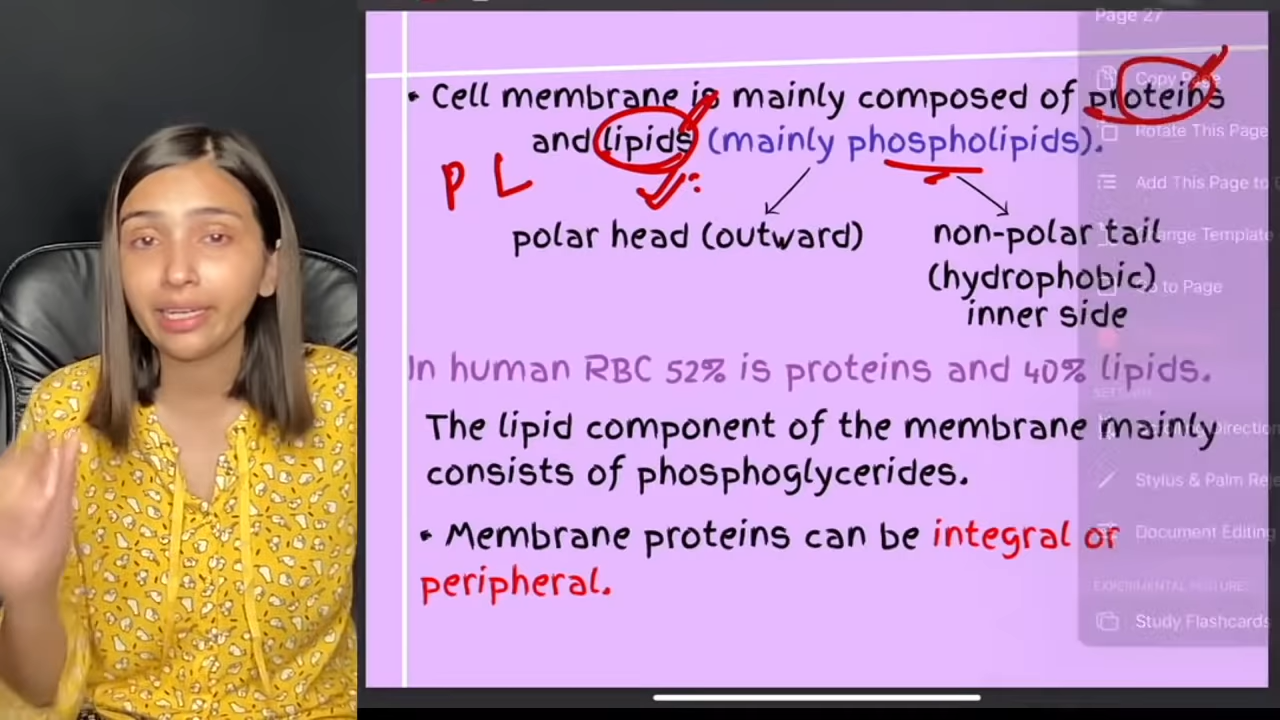 Page 27
• Cell membrane is mainly composed of proteins
Copy Page
and lipids (mainly phospholipids).
Rotate This Page
P L
Add This Page to
polar head (outward)
non-polar tail
Change Template
(hydrophobic)
Go to Page
inner side
In human RBC 52% is proteins and 40% lipids.
The lipid component of the membrane mainly
consists of phosphoglycerides.
Stylus & Palm Rej
• Membrane proteins can be integral or
Document Editing
peripheral.
Study Flashcards